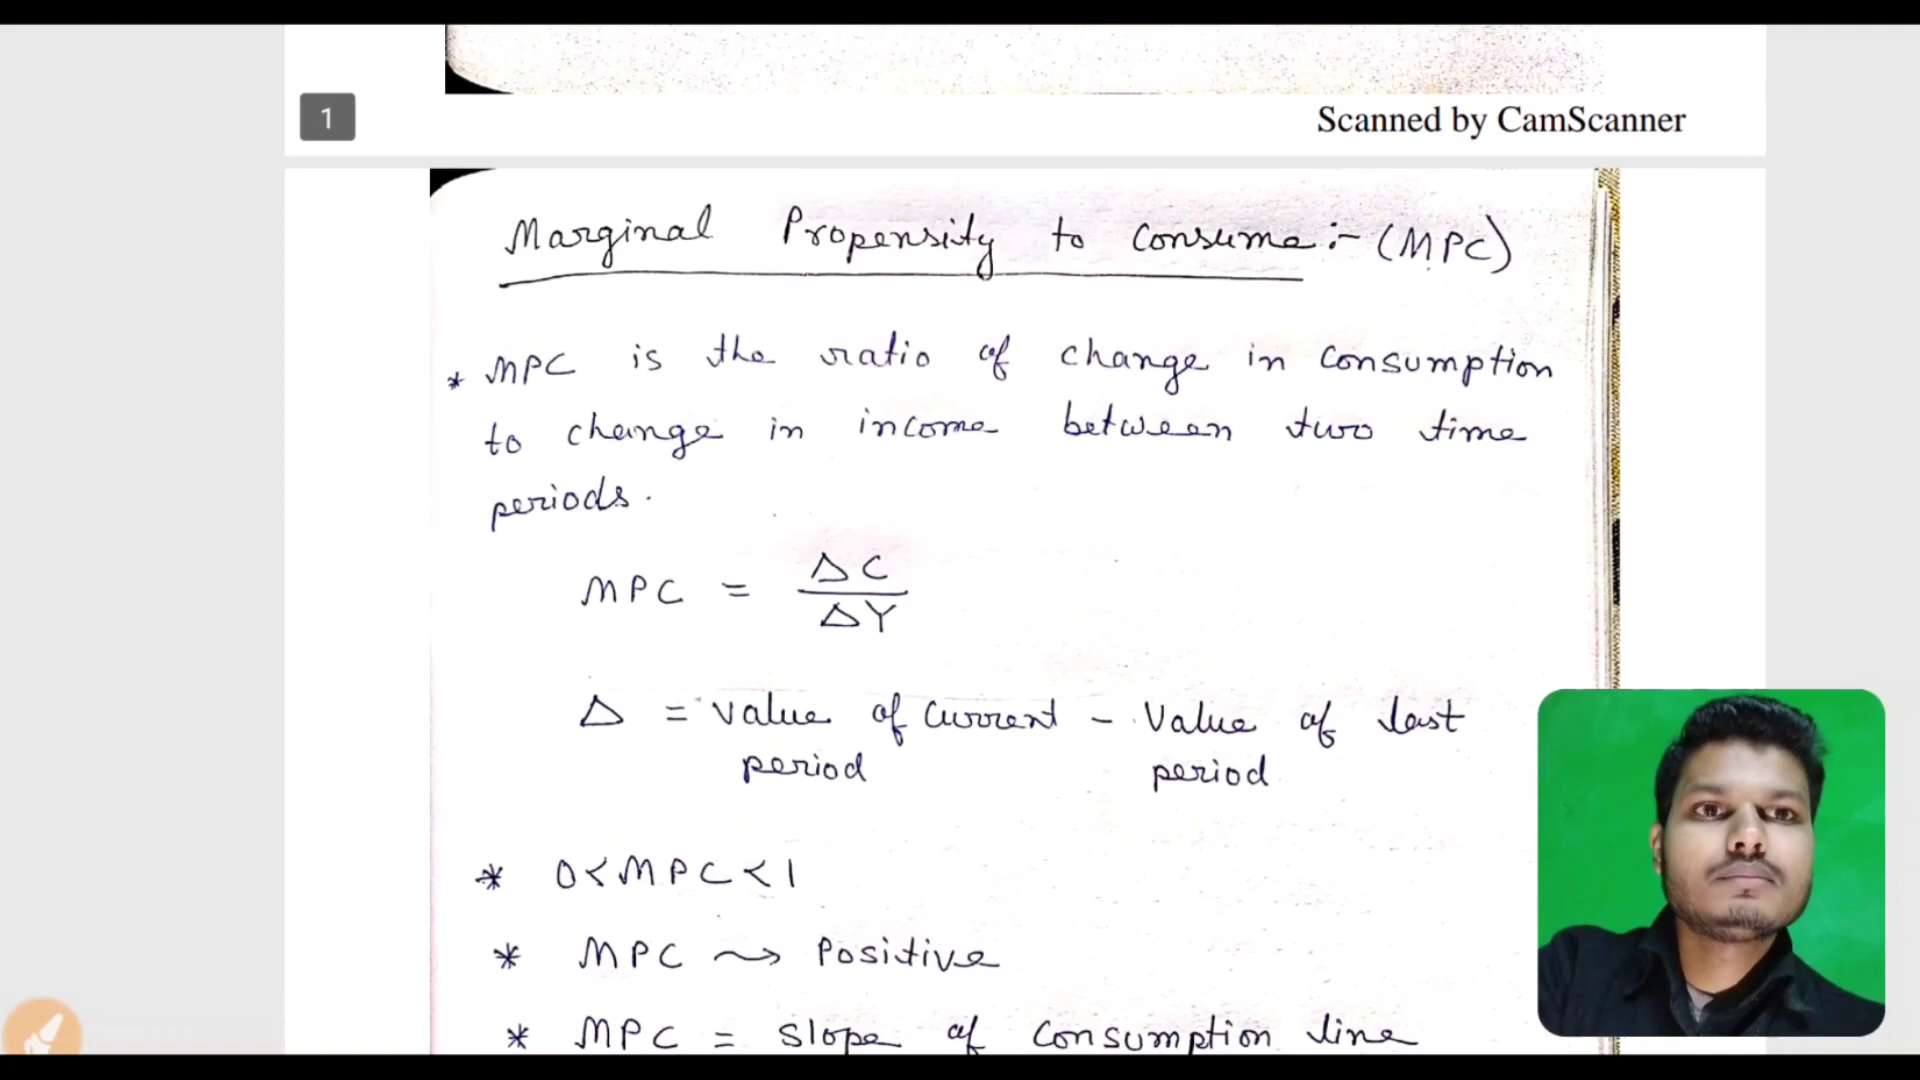 1
Scanned by CamScanner
Marginal Propensity to Consume :- (MPC)
* MPC is the ratio of change in consumption
to change in income between two time
periods.
MPC = ΔC
ΔY
Δ = value of current - value of last
period period
* 0<MPC<1
* MPC ⇝ Positive
* MPC = slope of consumption line